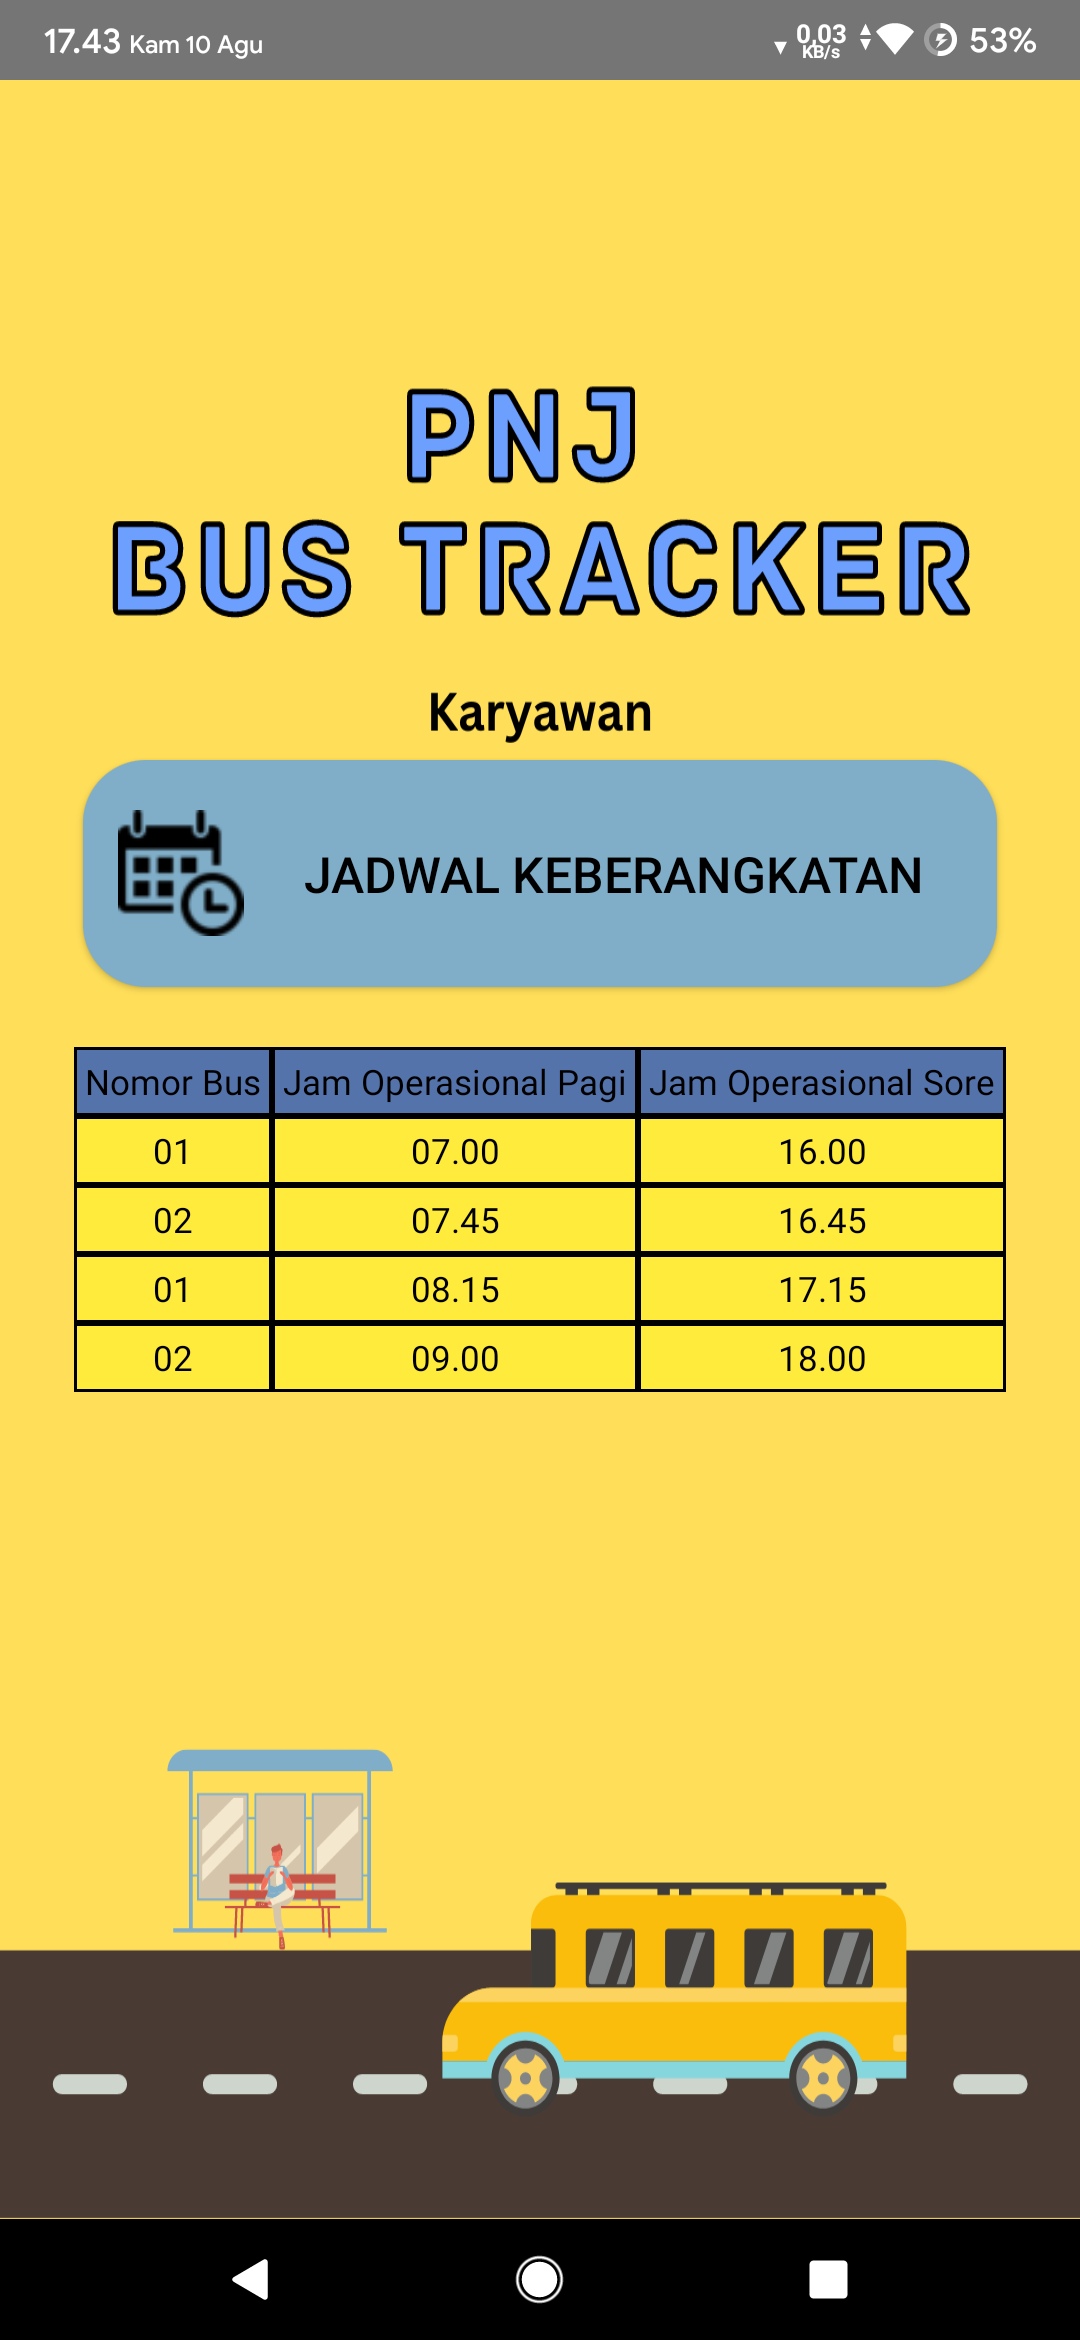 17.43 Kam 10 Agu 0,03 KB/s 53%
PNJ
BUS TRACKER
Karyawan
JADWAL KEBERANGKATAN
Nomor Bus Jam Operasional Pagi Jam Operasional Sore
01 07.00 16.00
02 07.45 16.45
01 08.15 17.15
02 09.00 18.00